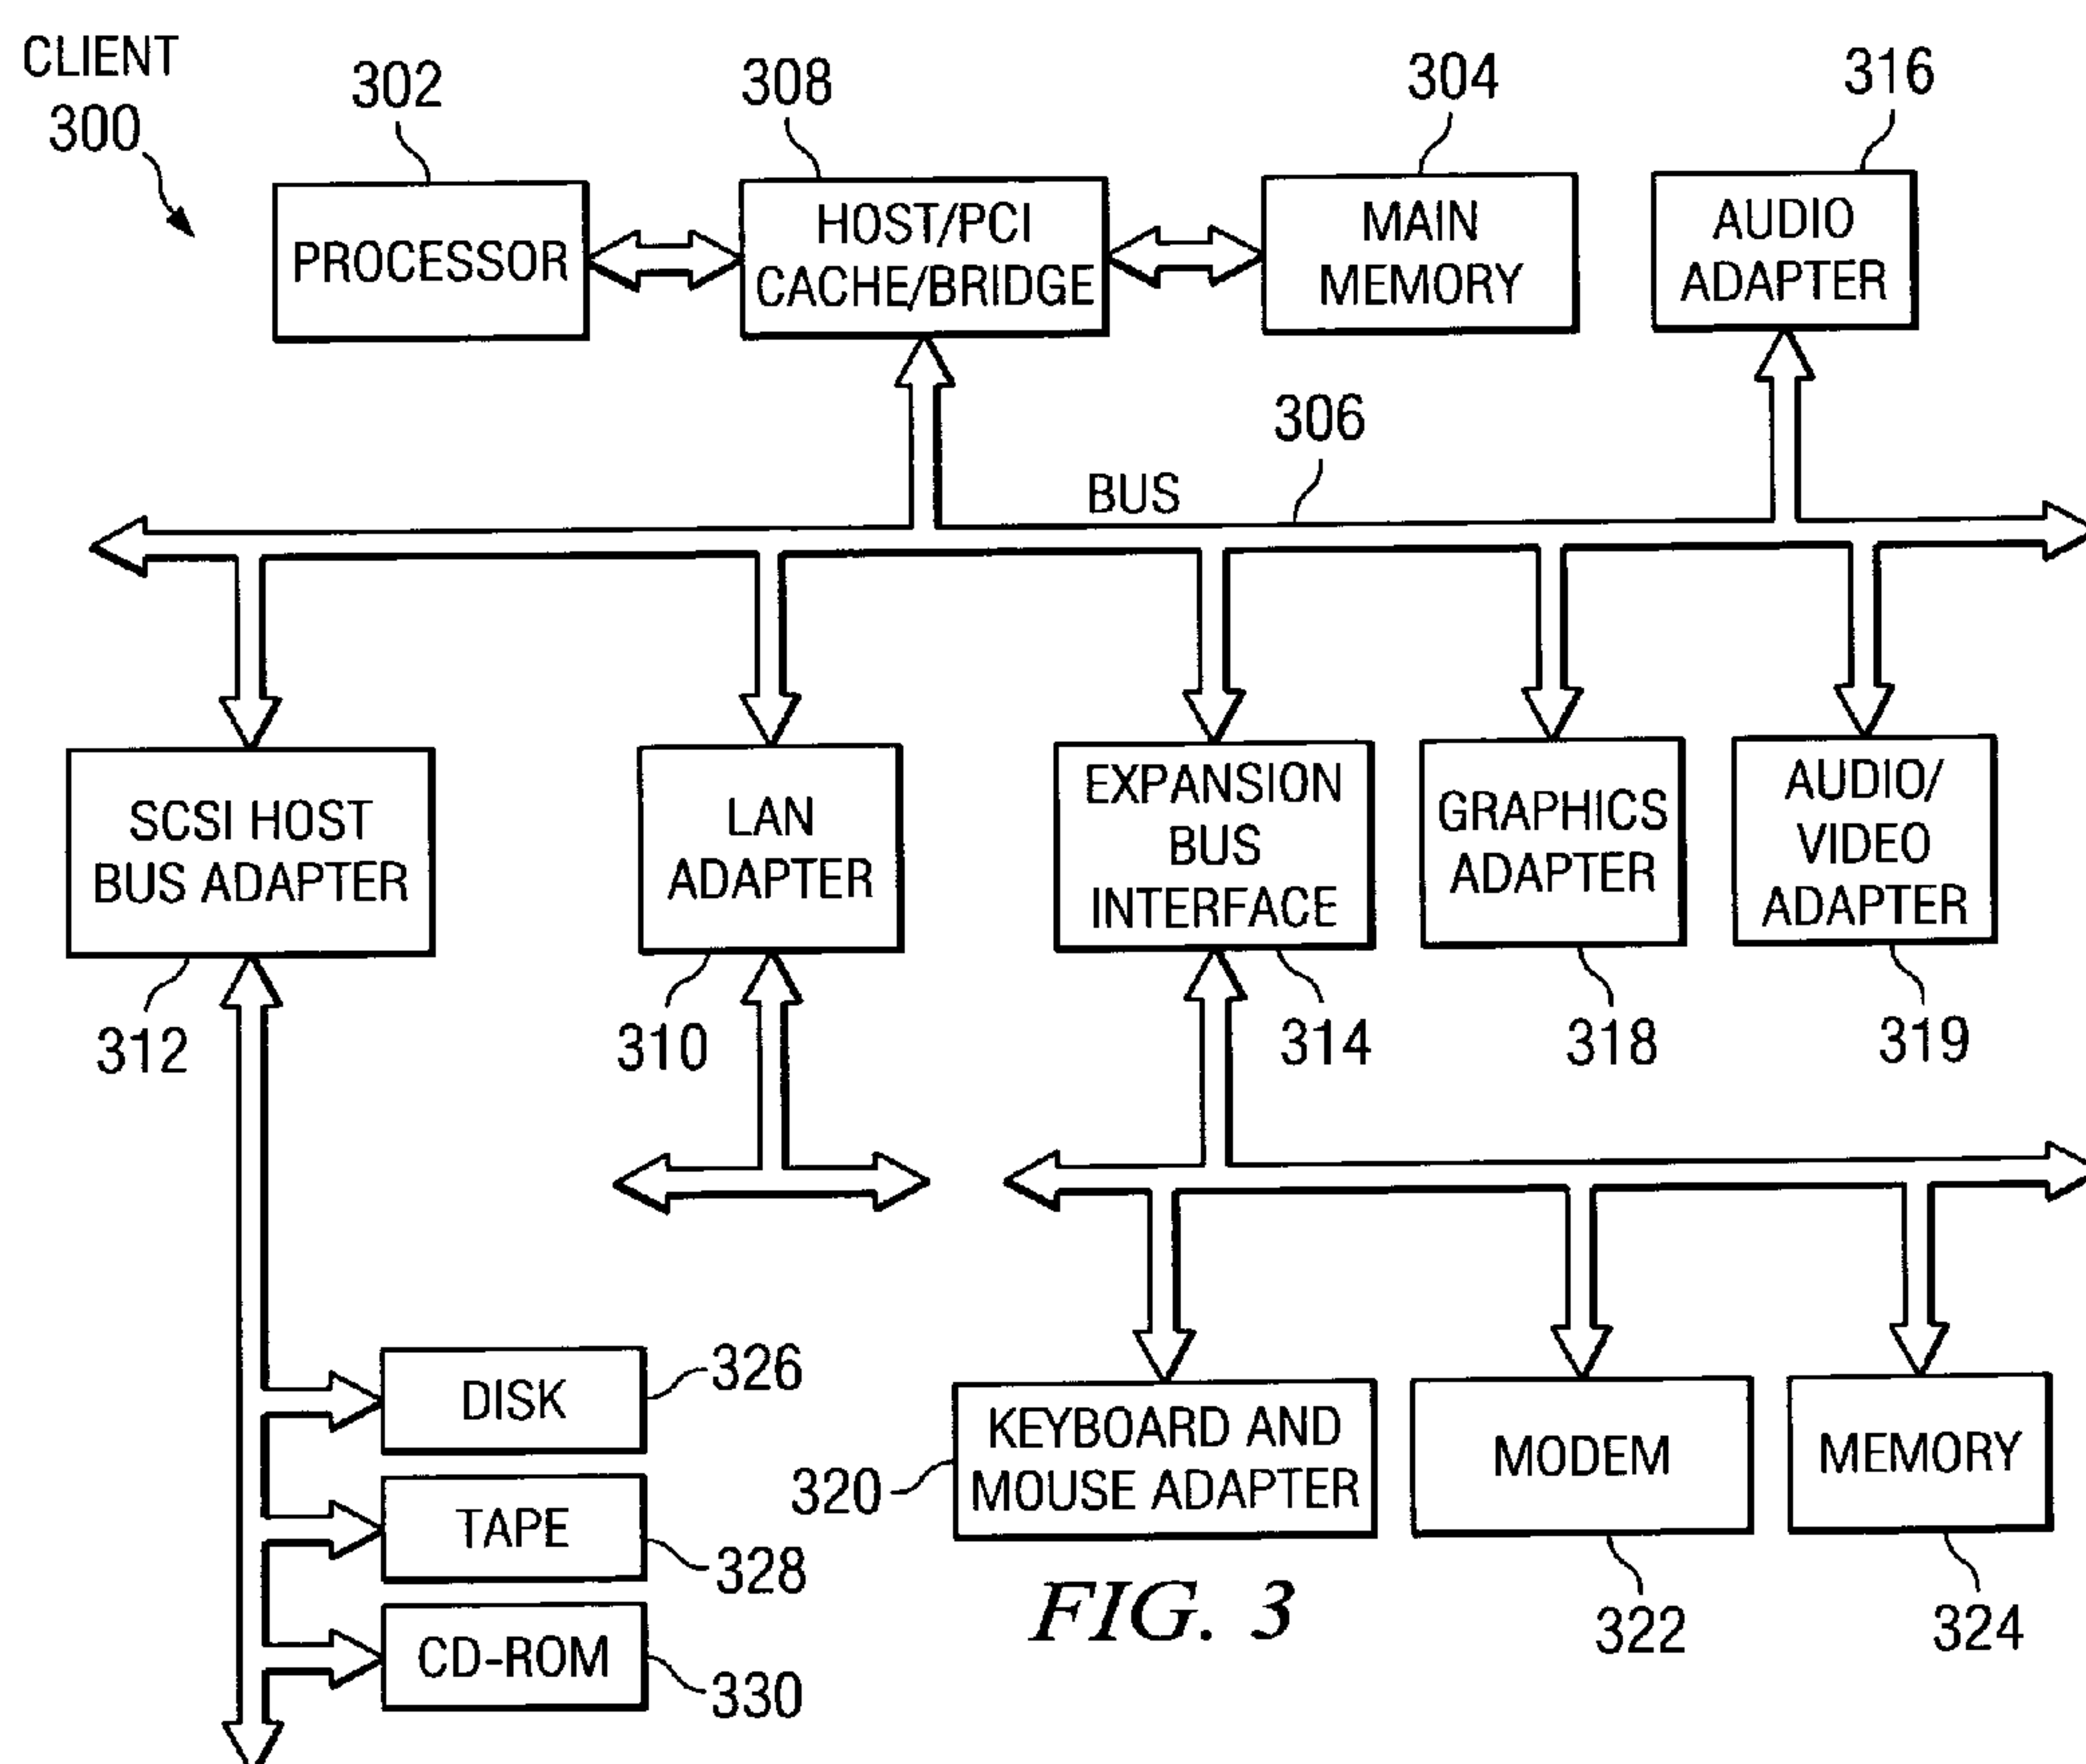 CLIENT
300
302
308
304
316
PROCESSOR
HOST/PCI
CACHE/BRIDGE
MAIN
MEMORY
AUDIO
ADAPTER
306
BUS
SCSI HOST
BUS ADAPTER
LAN
ADAPTER
EXPANSION
BUS
INTERFACE
GRAPHICS
ADAPTER
AUDIO/
VIDEO
ADAPTER
312
310
314
318
319
DISK
326
TAPE
328
CD-ROM
330
320
KEYBOARD AND
MOUSE ADAPTER
MODEM
MEMORY
322
324
FIG. 3